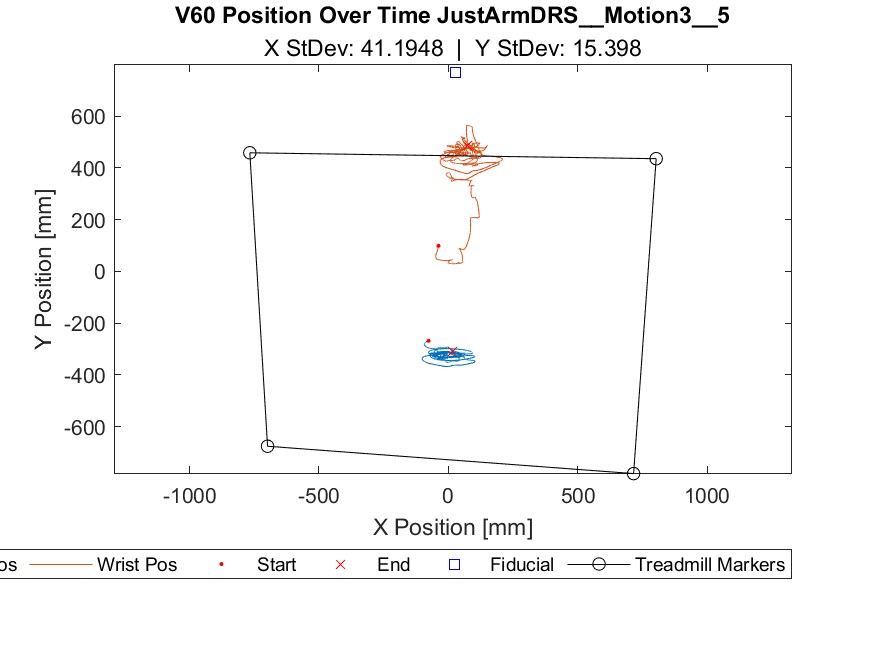 V60 Position Over Time JustArmDRS__Motion3__5
X StDev: 41.1948 | Y StDev: 15.398
600
400
200
0
-200
-400
-600
Y Position [mm]
-1000 -500 0 500 1000
X Position [mm]
os Wrist Pos Start End Fiducial Treadmill Markers